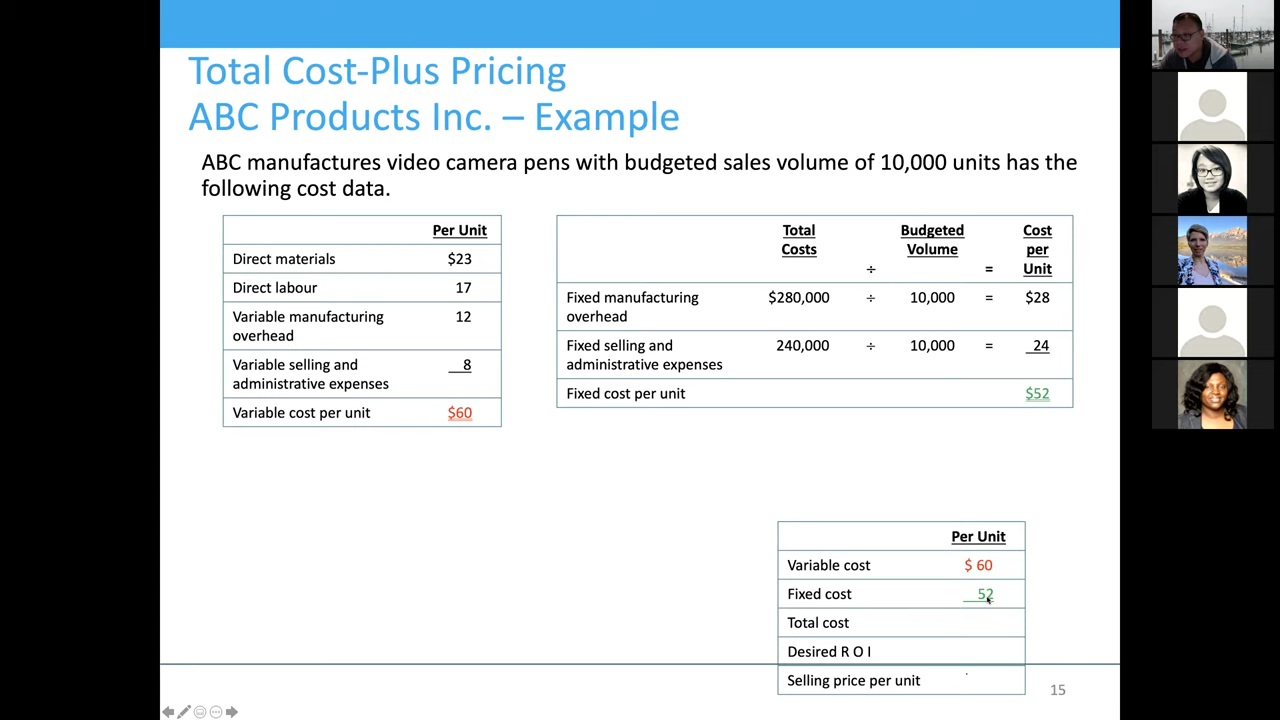 Total Cost-Plus Pricing
ABC Products Inc. – Example
ABC manufactures video camera pens with budgeted sales volume of 10,000 units has the
following cost data.
Per Unit
Direct materials $23
Direct labour 17
Variable manufacturing
overhead 12
Variable selling and
administrative expenses 8
Variable cost per unit $60
Total Budgeted Cost
Costs Volume per
÷ = Unit
Fixed manufacturing $280,000 ÷ 10,000 = $28
overhead
Fixed selling and 240,000 ÷ 10,000 = 24
administrative expenses
Fixed cost per unit $52
Per Unit
Variable cost $ 60
Fixed cost 52
Total cost
Desired R O I
Selling price per unit
15